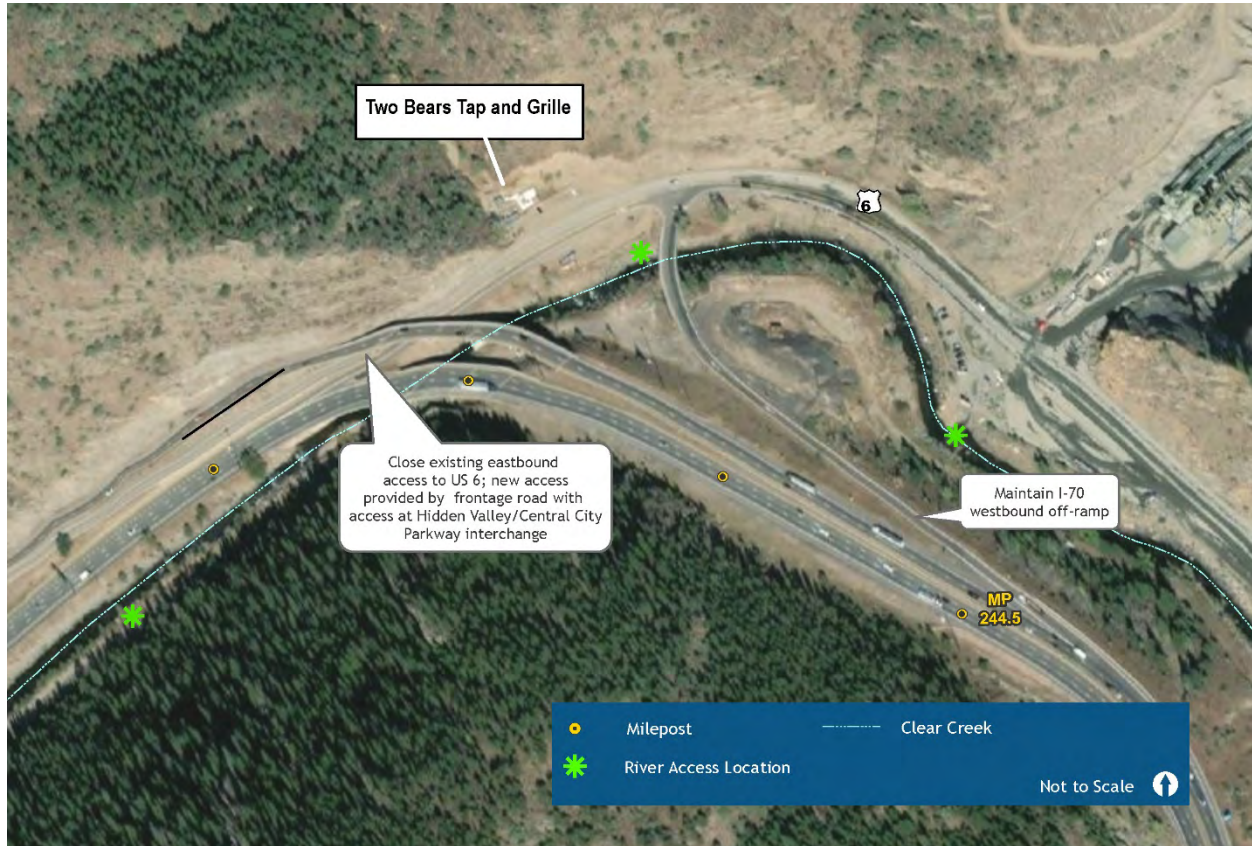 Two Bears Tap and Grille
6
Close existing eastbound
access to US 6; new access
provided by frontage road with
access at Hidden Valley/Central City
Parkway interchange
Maintain I-70
westbound off-ramp
MP
244.5
Milepost
Clear Creek
River Access Location
Not to Scale